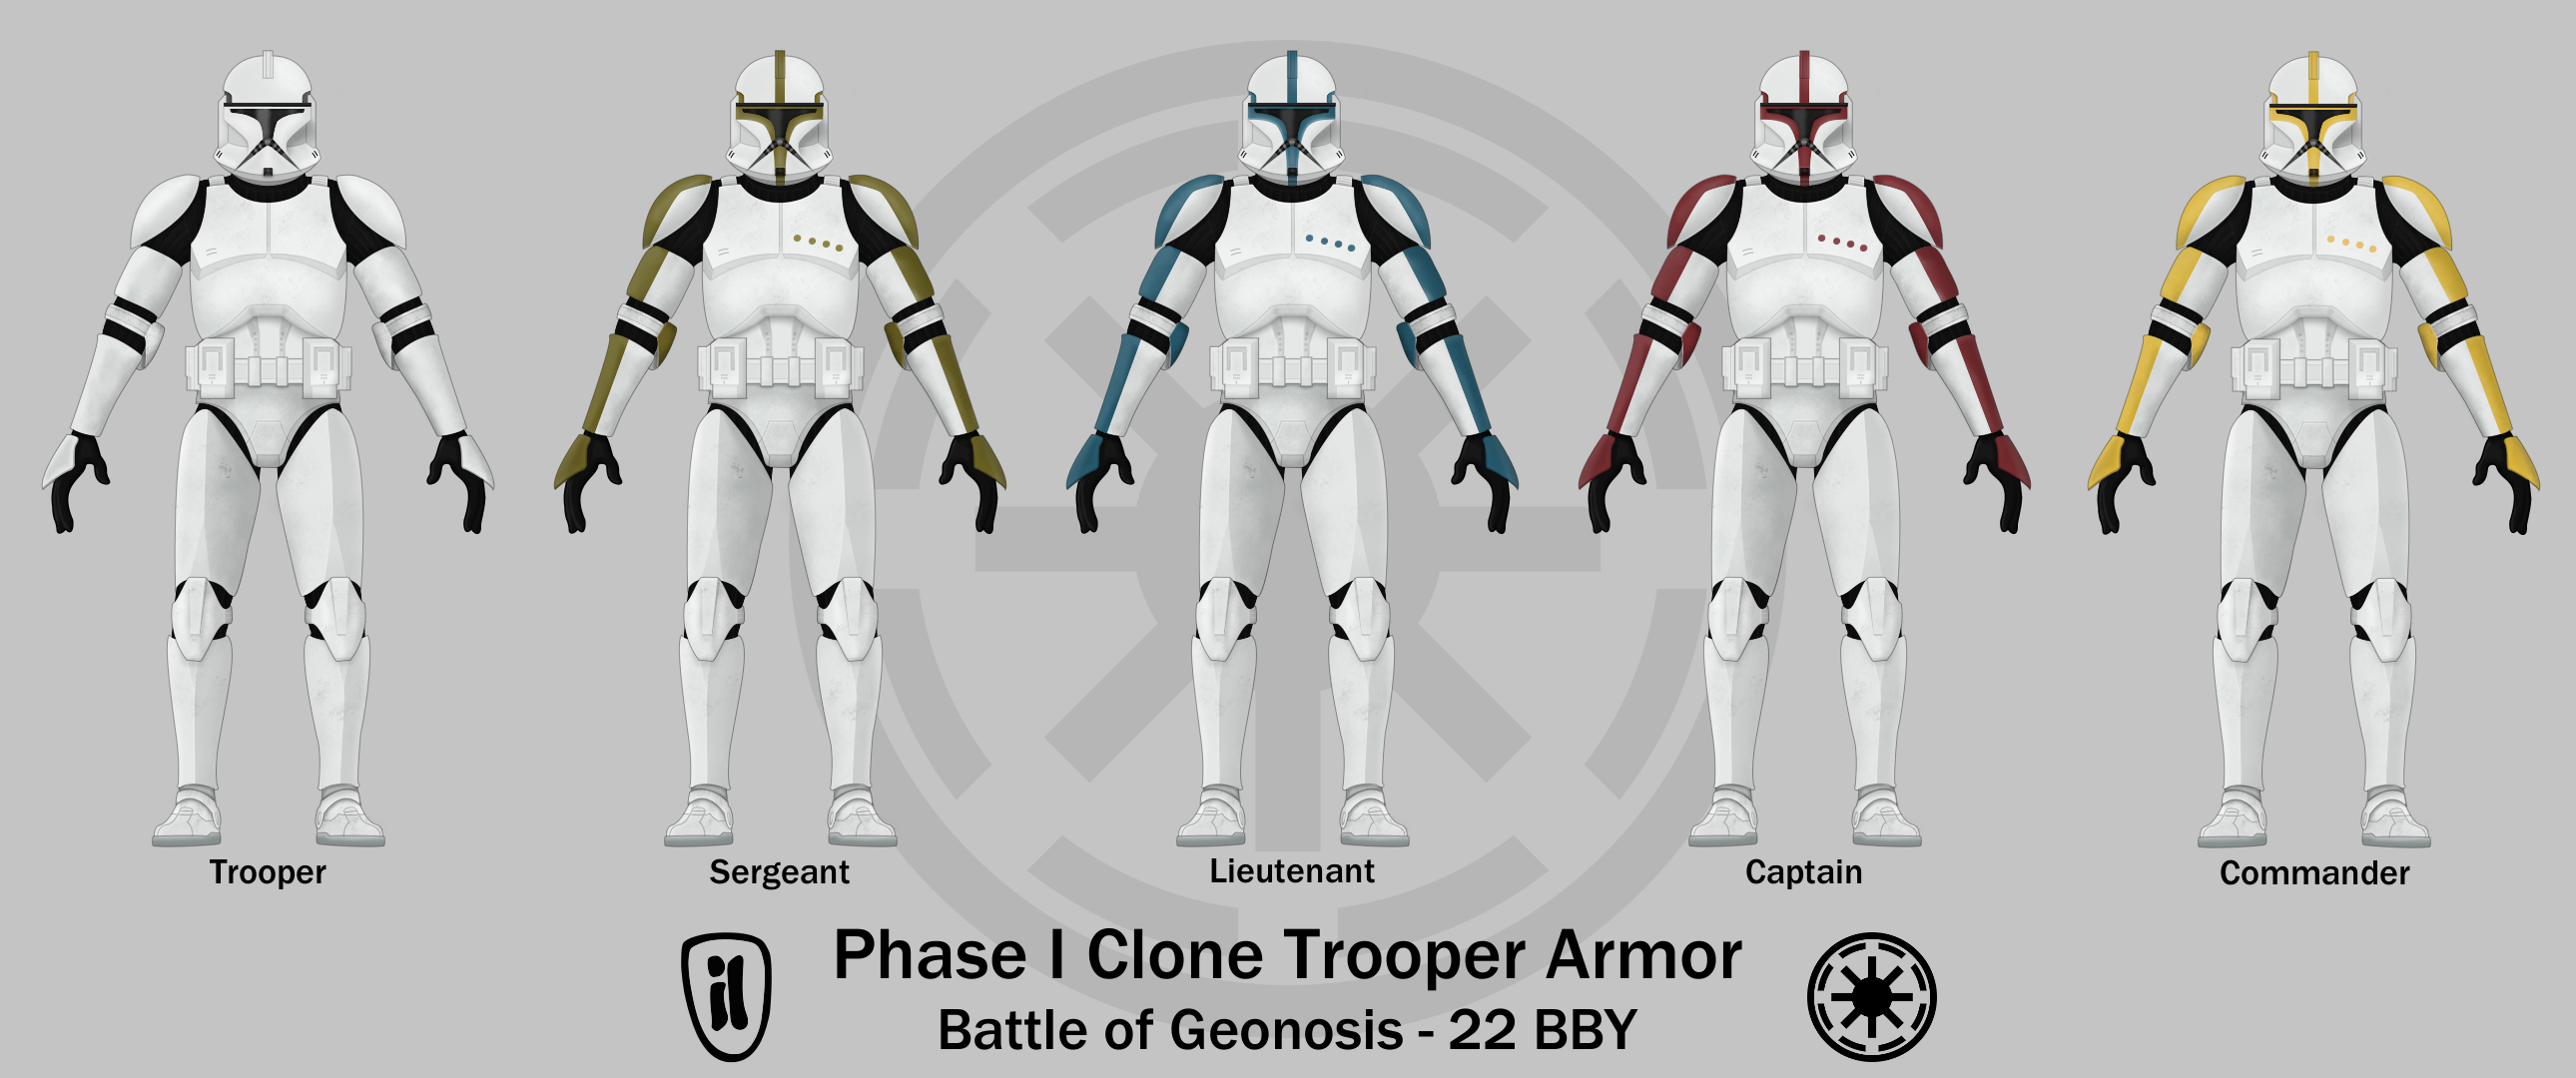 Trooper
Sergeant
Lieutenant
Captain
Commander
Phase I Clone Trooper Armor
Battle of Geonosis - 22 BBY